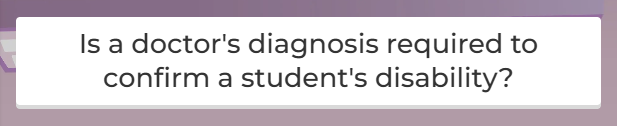 Is a doctor's diagnosis required to
confirm a student's disability?